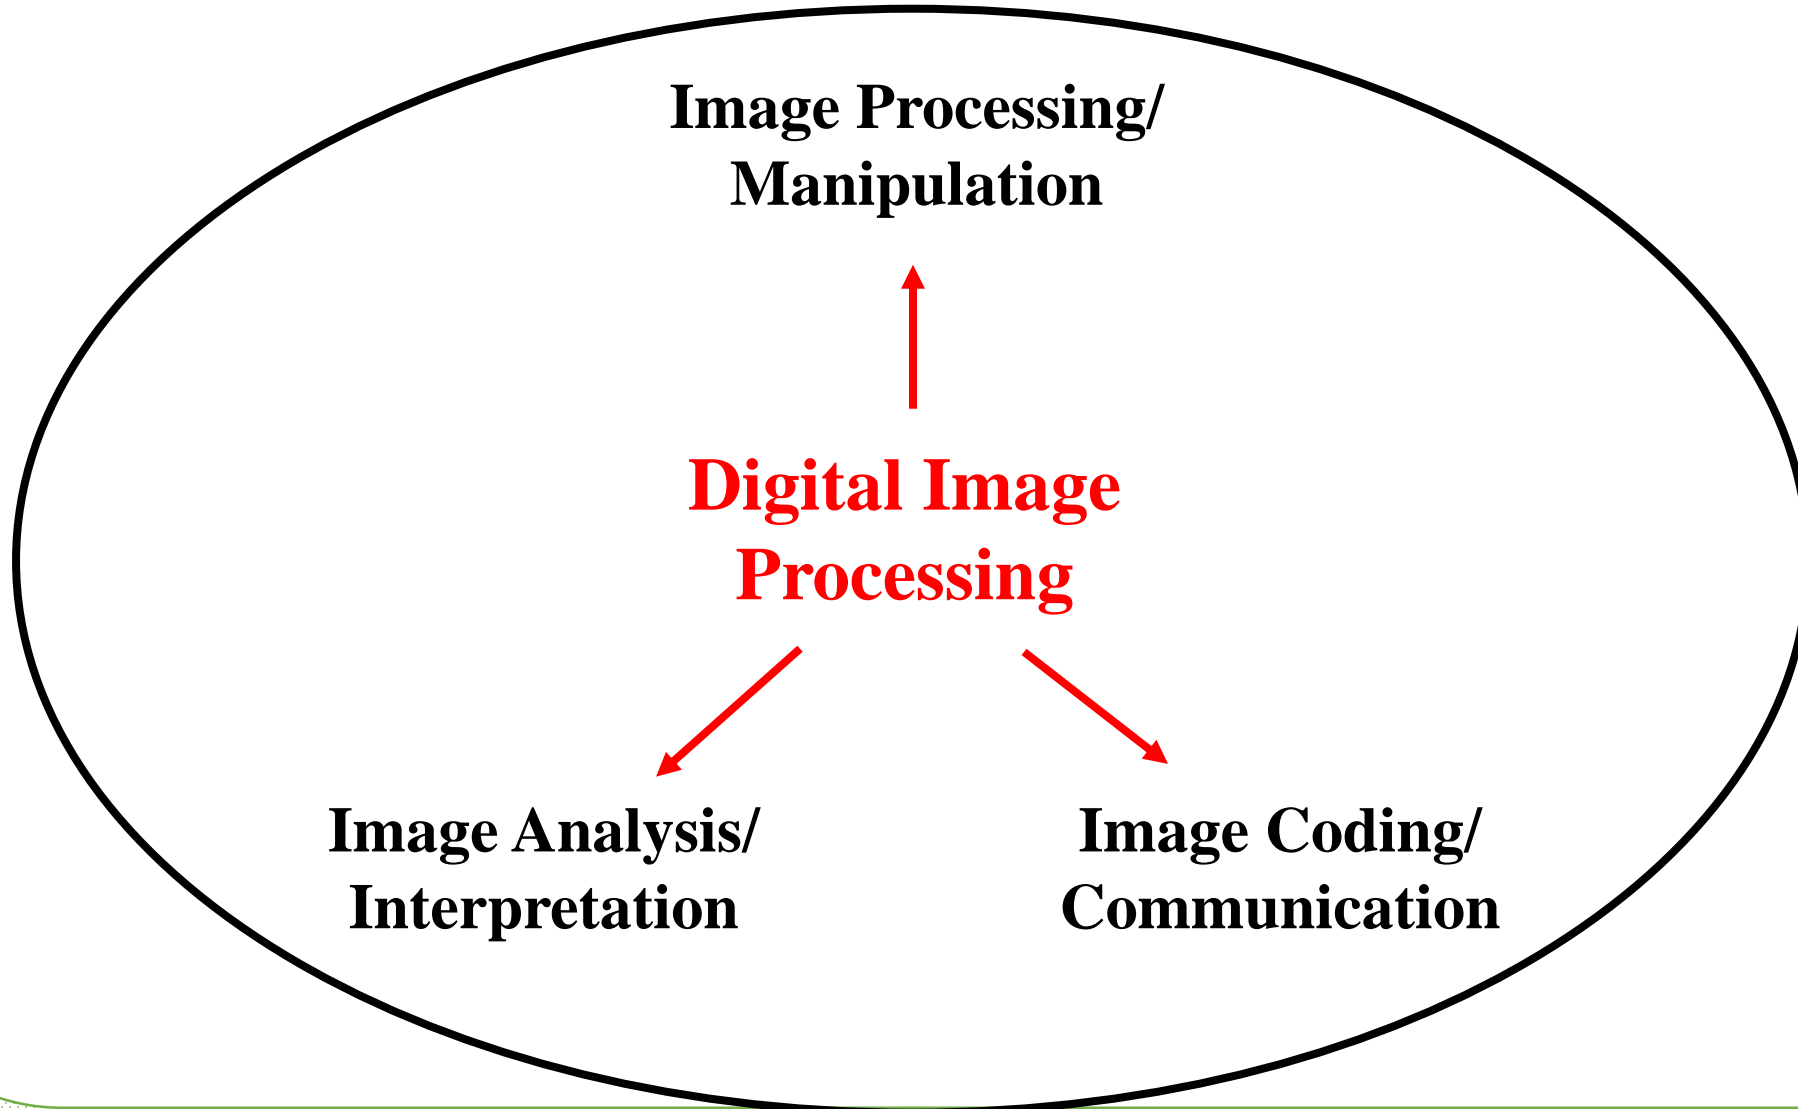 Image Processing/
Manipulation
Digital Image
Processing
Image Analysis/
Interpretation
Image Coding/
Communication